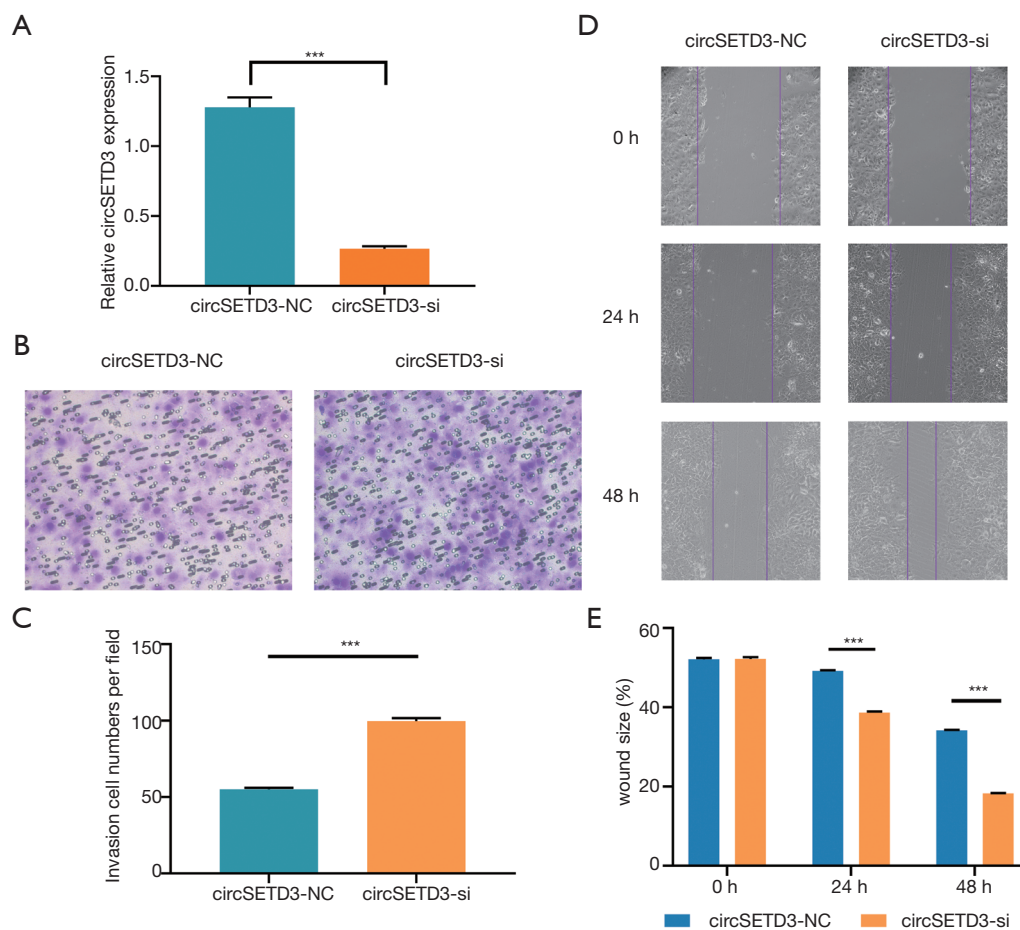 A
***
Relative circSETD3 expression
1.5
1.0
0.5
0.0
circSETD3-NC circSETD3-si
B
circSETD3-NC circSETD3-si
C
***
Invasion cell numbers per field
150
100
50
0
circSETD3-NC circSETD3-si
D
circSETD3-NC circSETD3-si
0 h
24 h
48 h
E
wound size (%)
60
40
20
0
***
***
0 h 24 h 48 h
circSETD3-NC circSETD3-si